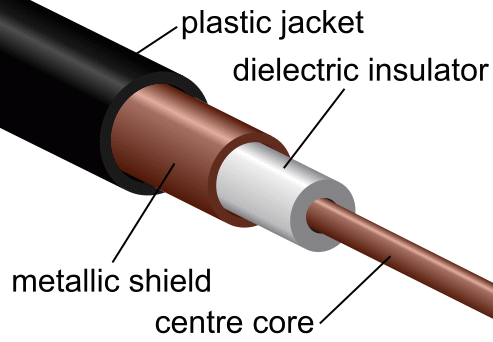 plastic jacket
dielectric insulator
metallic shield
centre core